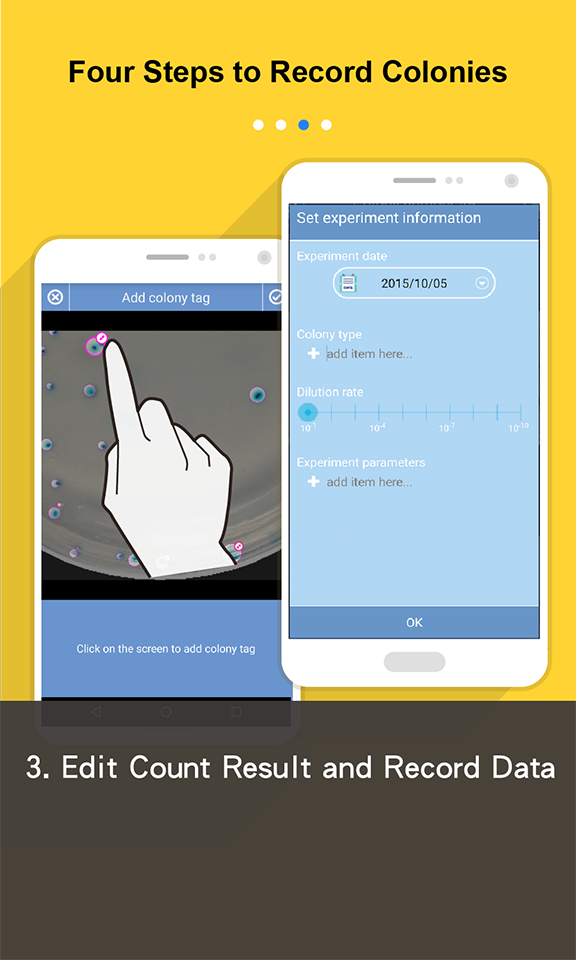 Four Steps to Record Colonies
Set experiment information
Experiment date
DATE
2015/10/05
Colony type
add item here...
Dilution rate
10⁻¹ 10⁻⁴ 10⁻⁷ 10⁻¹⁰
Experiment parameters
add item here...
OK
Add colony tag
Click on the screen to add colony tag
3. Edit Count Result and Record Data